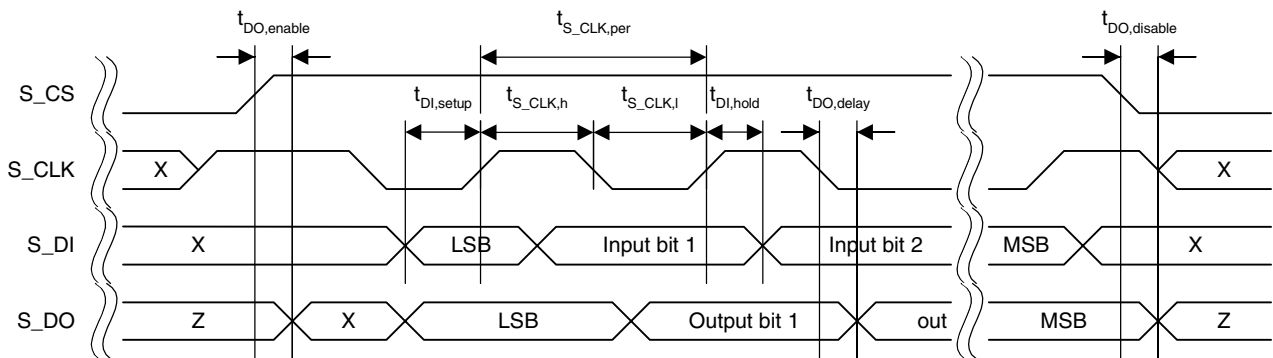 tDO,enable tS_CLK,per tDO,disable
S_CS
tDI,setup tS_CLK,h tS_CLK,l tDI,hold tDO,delay
S_CLK X X
S_DI X LSB Input bit 1 Input bit 2 MSB X
S_DO Z X LSB Output bit 1 out MSB Z